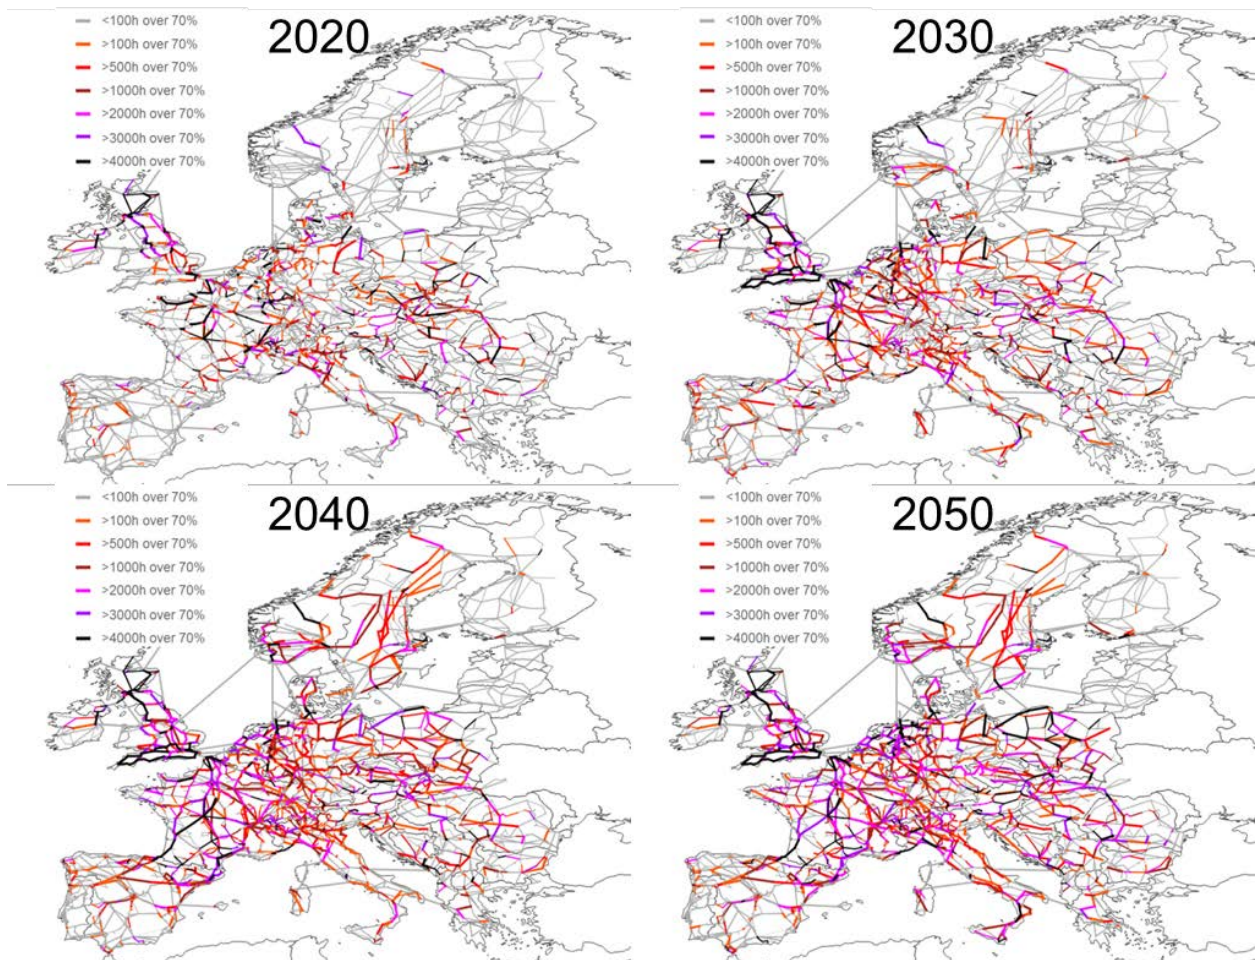 2020
<100h over 70%
>100h over 70%
>500h over 70%
>1000h over 70%
>2000h over 70%
>3000h over 70%
>4000h over 70%
2030
<100h over 70%
>100h over 70%
>500h over 70%
>1000h over 70%
>2000h over 70%
>3000h over 70%
>4000h over 70%
2040
<100h over 70%
>100h over 70%
>500h over 70%
>1000h over 70%
>2000h over 70%
>3000h over 70%
>4000h over 70%
2050
<100h over 70%
>100h over 70%
>500h over 70%
>1000h over 70%
>2000h over 70%
>3000h over 70%
>4000h over 70%